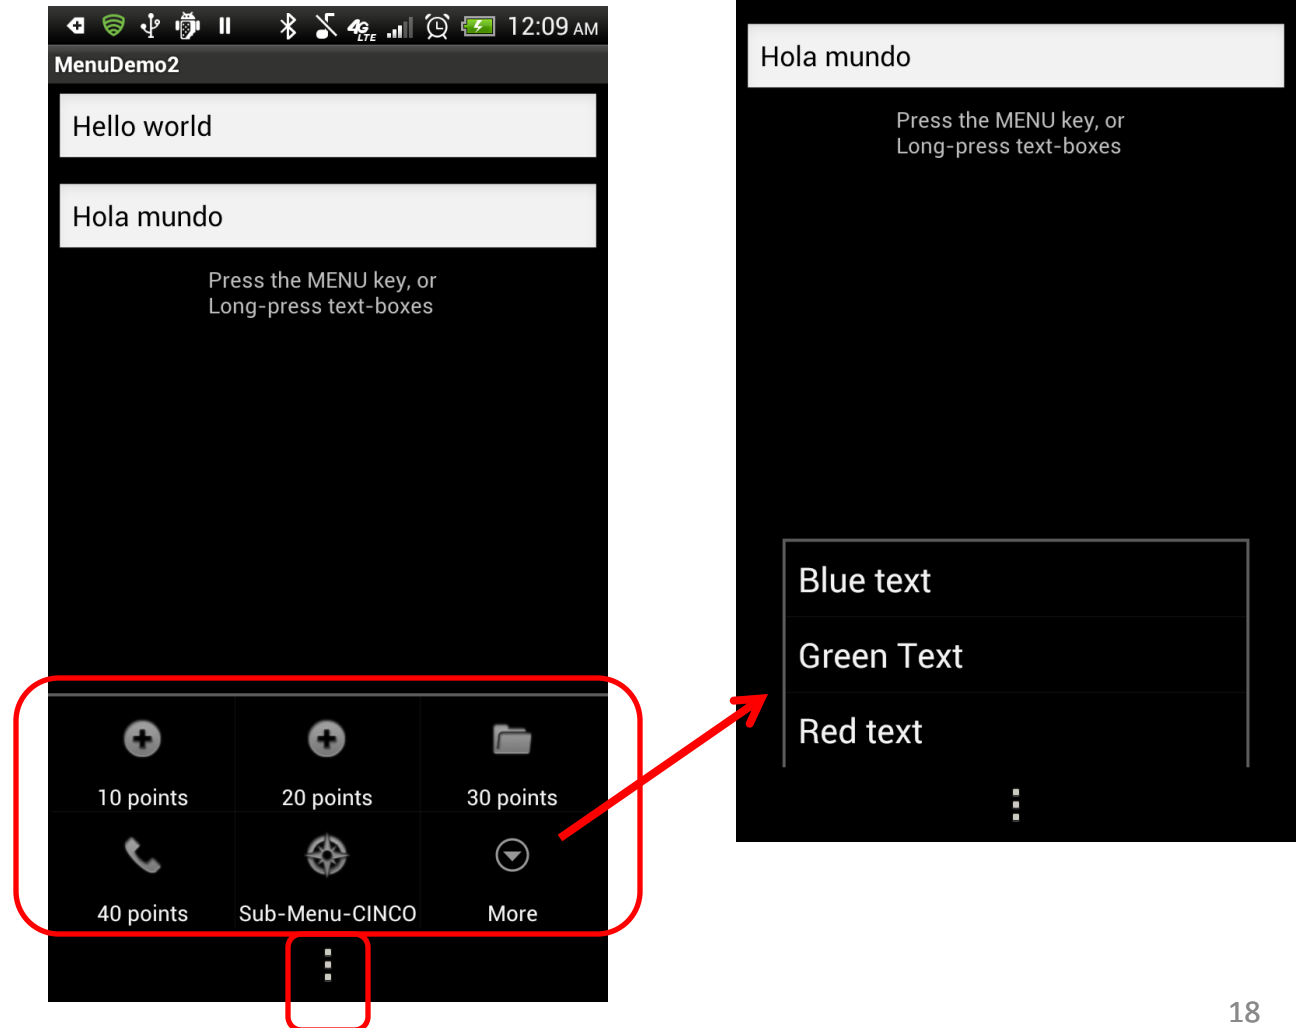 4G LTE 12:09 AM
MenuDemo2
Hello world
Hola mundo
Press the MENU key, or
Long-press text-boxes
10 points 20 points 30 points
40 points Sub-Menu-CINCO More
Hola mundo
Press the MENU key, or
Long-press text-boxes
Blue text
Green Text
Red text
18